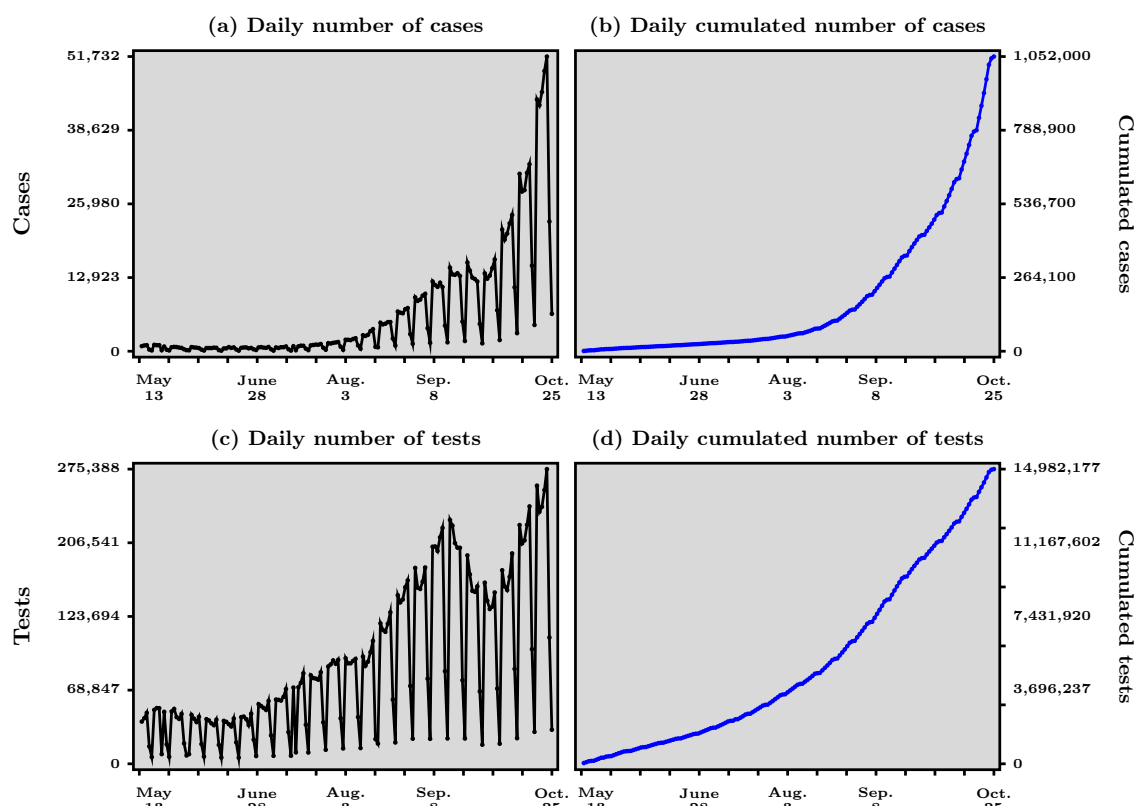 (a) Daily number of cases
(b) Daily cumulated number of cases
51,732
38,629
25,980
12,923
0
Cases
1,052,000
788,900
536,700
264,100
0
Cumulated cases
May 13
June 28
Aug. 3
Sep. 8
Oct. 25
May 13
June 28
Aug. 3
Sep. 8
Oct. 25
(c) Daily number of tests
(d) Daily cumulated number of tests
275,388
206,541
123,694
68,847
0
Tests
14,982,177
11,167,602
7,431,920
3,696,237
0
Cumulated tests
May
June
Aug.
Sep.
Oct.
May
June
Aug.
Sep.
Oct.